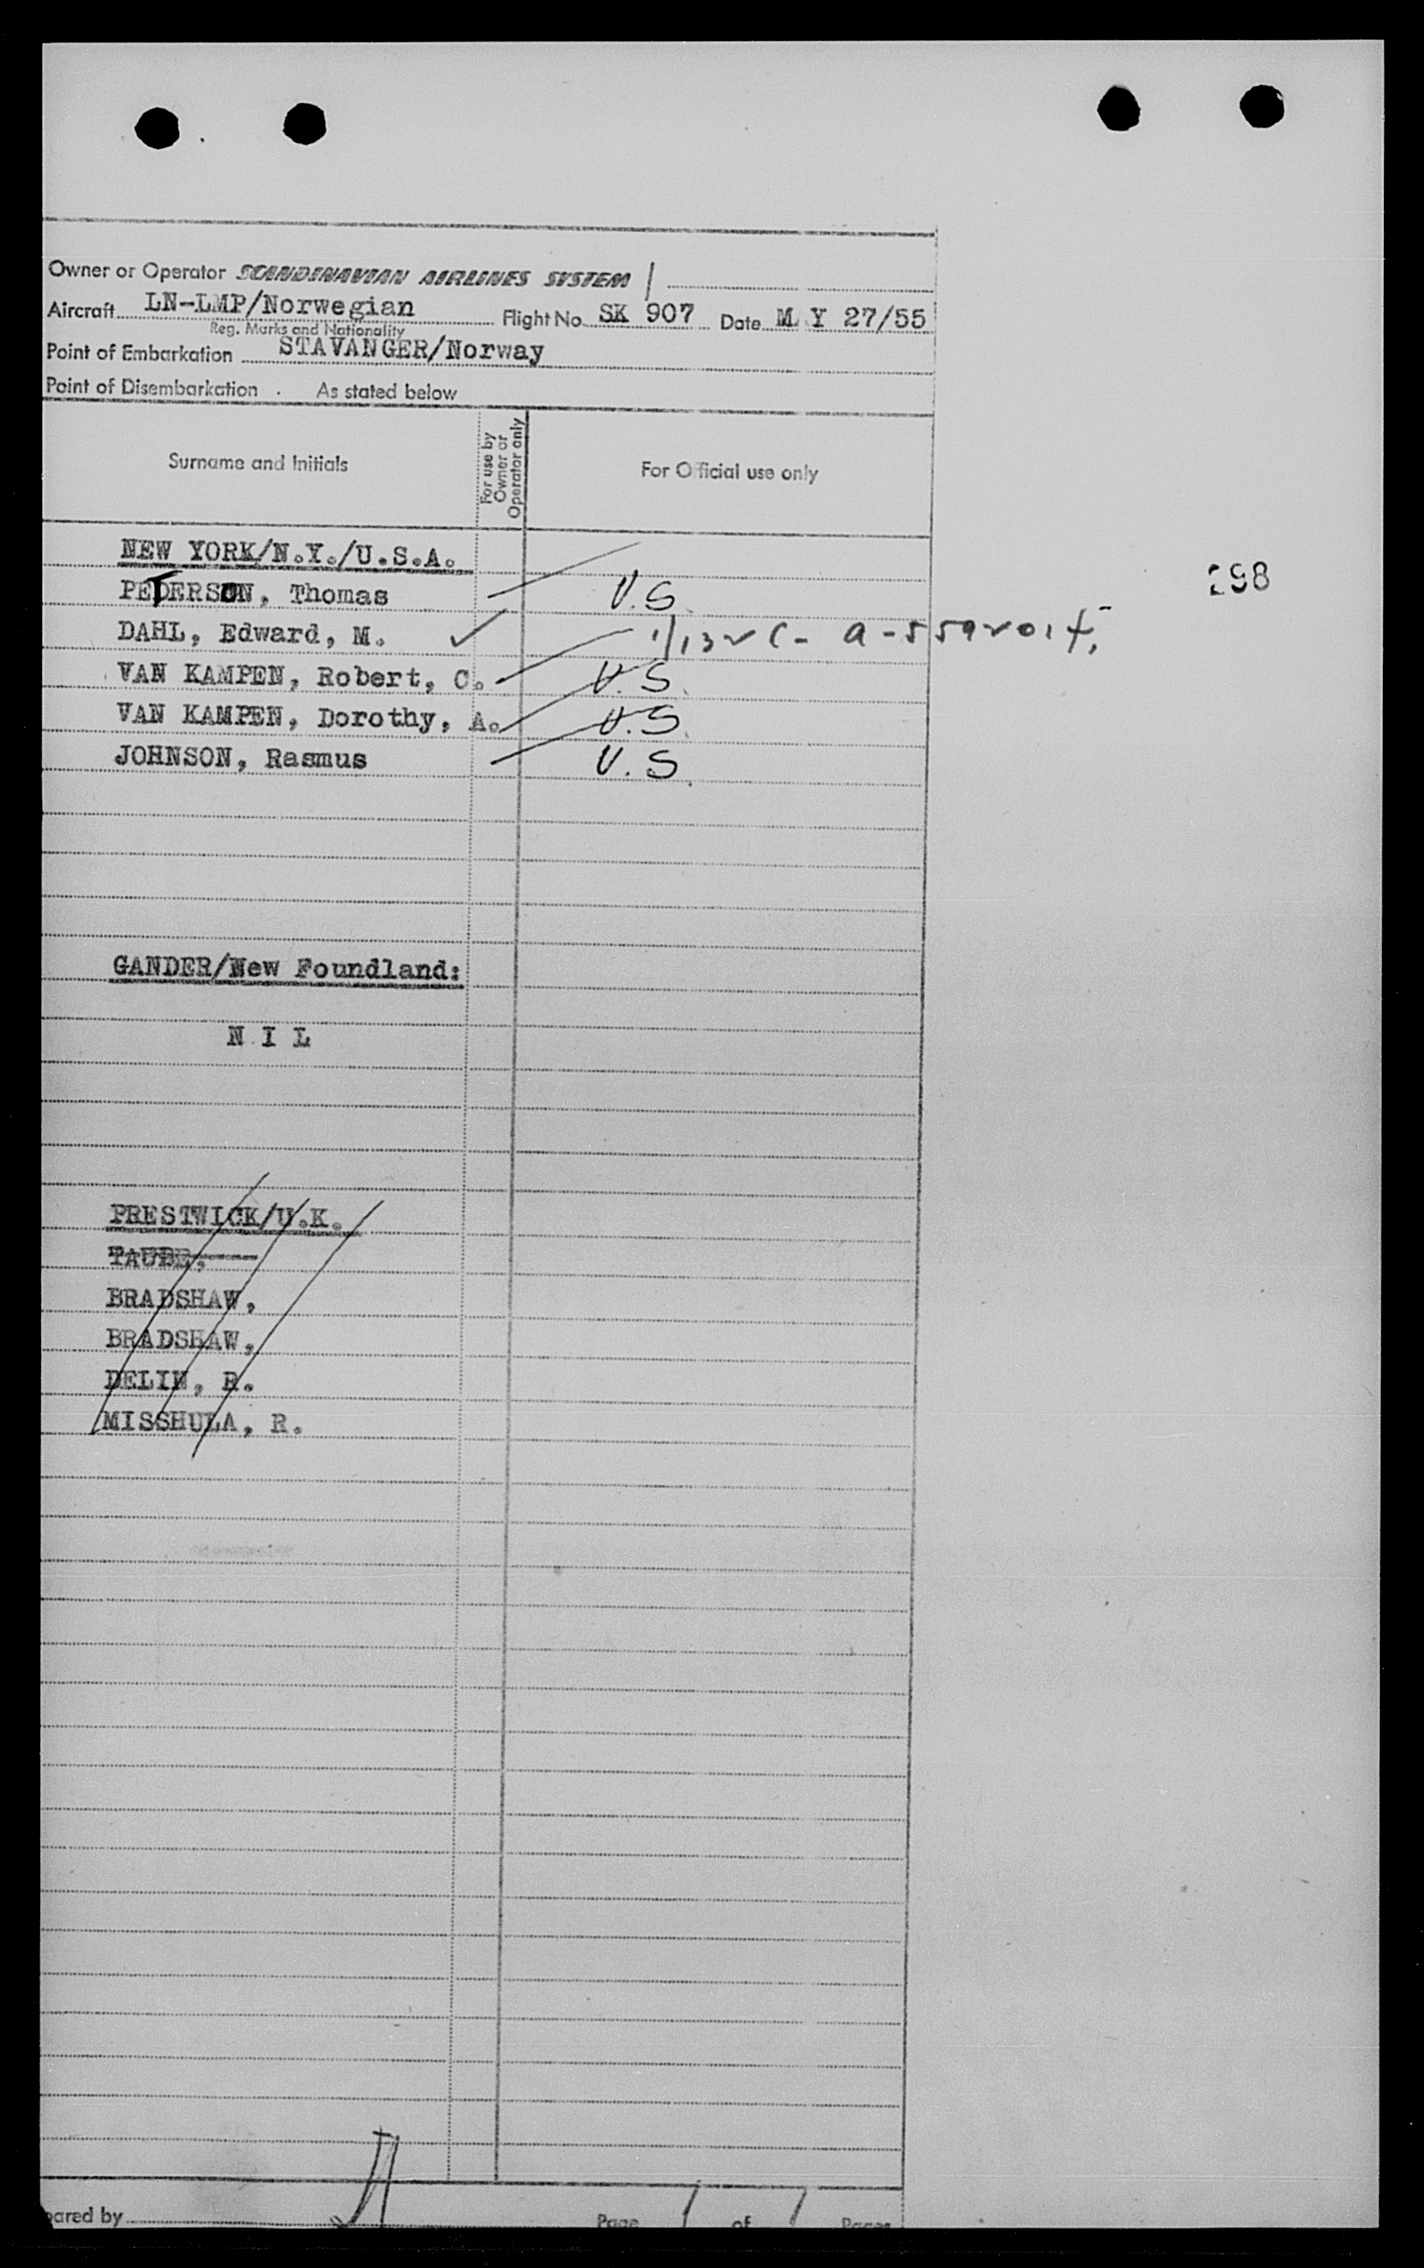 Owner or Operator SCANDINAVIAN AIRLINES SYSTEM
Aircraft LN-LMP/Norwegian Flight No. SK 907 Date M Y 27/55
Reg. Marks and Nationality
Point of Embarkation STAVANGER/Norway
Point of Disembarkation . As stated below
Surname and Initials
For use by Owner or Operator only
For Official use only
NEW YORK/N.Y./U.S.A.
PETERSON, Thomas U.S.
298
DAHL, Edward, M.
VAN KAMPEN, Robert, C. U.S.
VAN KAMPEN, Dorothy, A. U.S.
JOHNSON, Rasmus U.S.
GANDER/New Foundland:
N I L
PRESTWICK/U.K.
TAUBE,
BRADSHAW,
BRADSHAW,
DELIN, R.
MISSHULA, R.
pared by Page 1 of 1 Pages